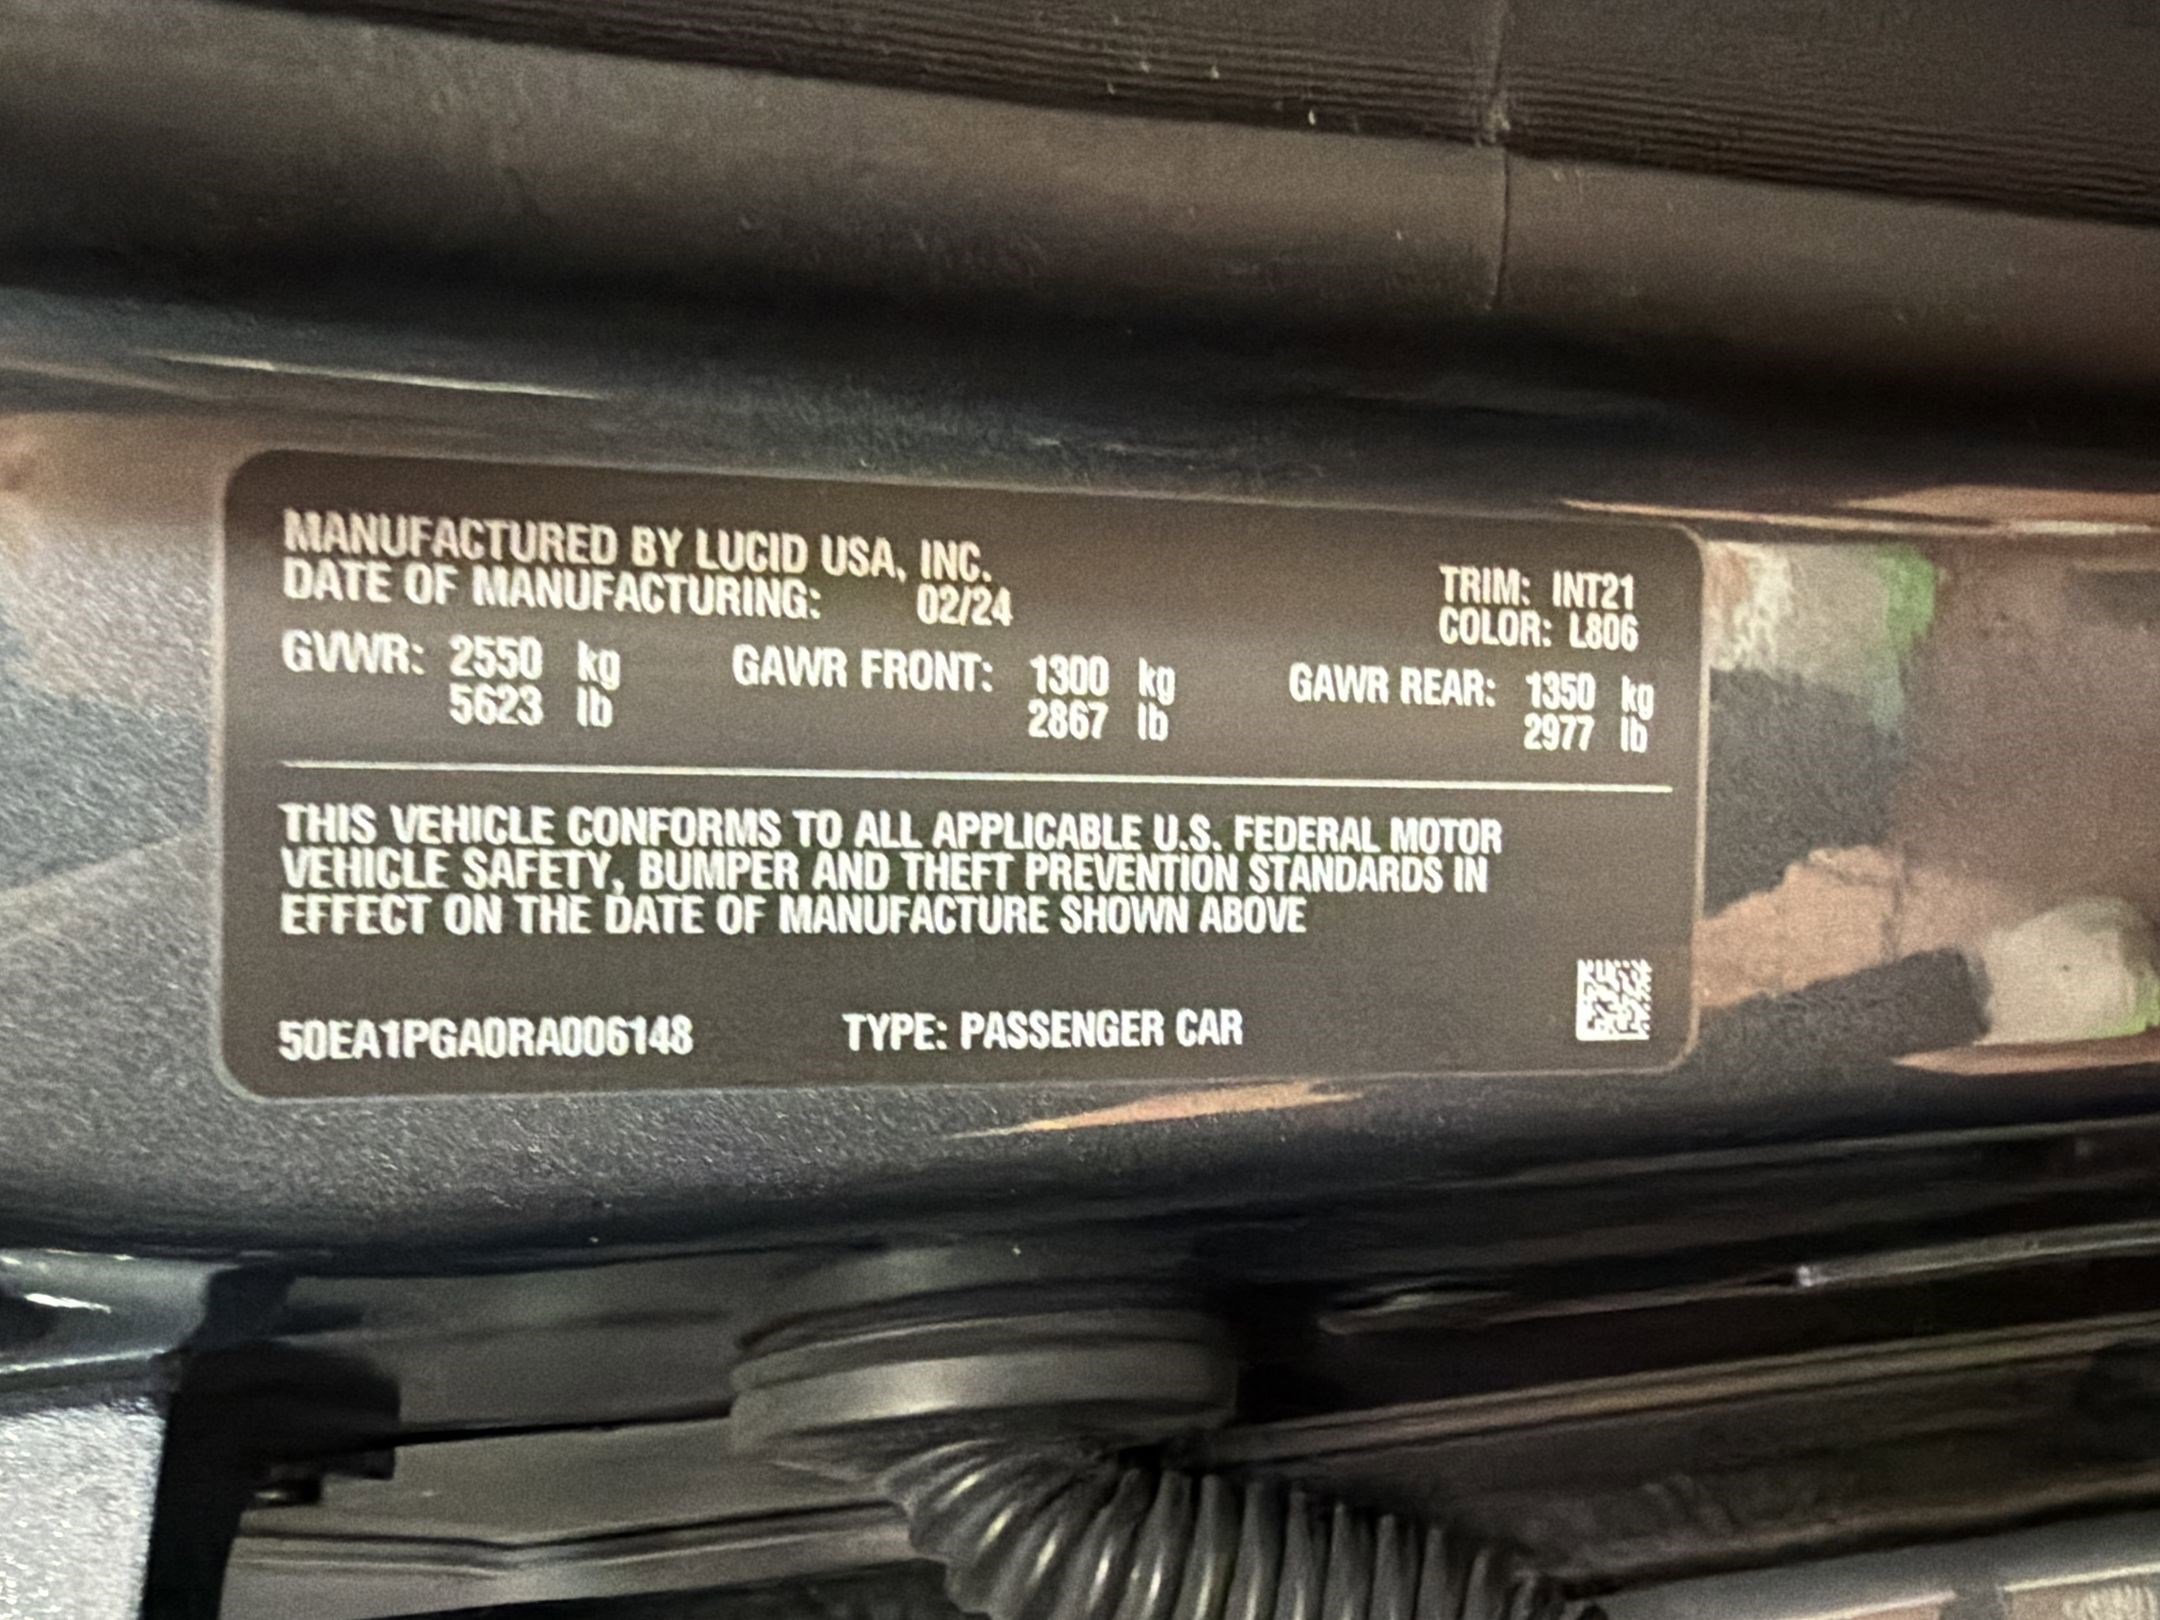 MANUFACTURED BY LUCID USA, INC.
DATE OF MANUFACTURING: 02/24
TRIM: INT21
COLOR: L806
GVWR: 2550 kg GAWR FRONT: 1300 kg GAWR REAR: 1350 kg
5623 lb 2867 lb 2977 lb
THIS VEHICLE CONFORMS TO ALL APPLICABLE U.S. FEDERAL MOTOR
VEHICLE SAFETY, BUMPER AND THEFT PREVENTION STANDARDS IN
EFFECT ON THE DATE OF MANUFACTURE SHOWN ABOVE
50EA1PGA0RA006148 TYPE: PASSENGER CAR